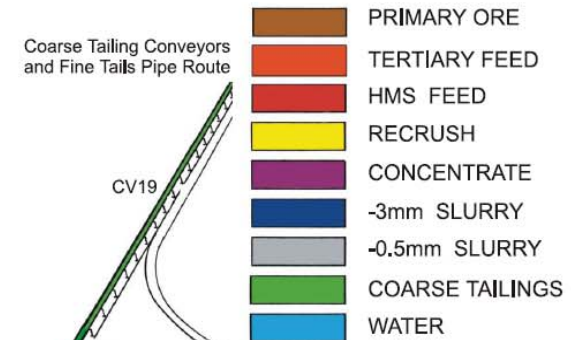 Coarse Tailing Conveyors
and Fine Tails Pipe Route
CV19
PRIMARY ORE
TERTIARY FEED
HMS FEED
RECRUSH
CONCENTRATE
-3mm SLURRY
-0.5mm SLURRY
COARSE TAILINGS
WATER